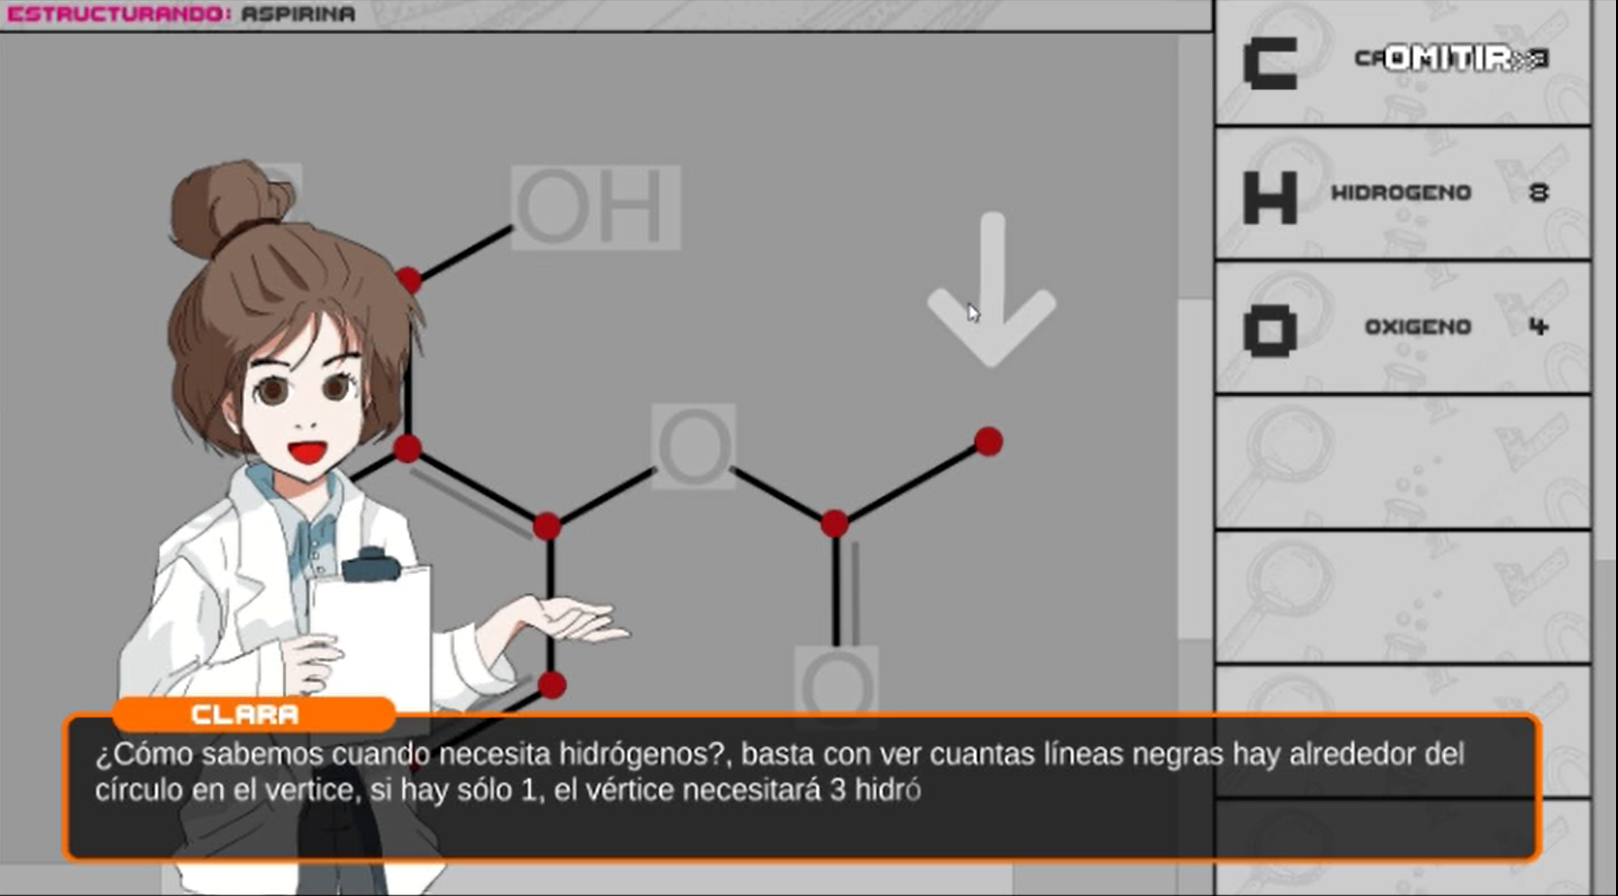 ESTRUCTURANDO: ASPIRINA
C
OMITIR>>
H HIDROGENO 8
O OXIGENO 4
OH
O
O
CLARA
¿Cómo sabemos cuando necesita hidrógenos?, basta con ver cuantas líneas negras hay alrededor del
círculo en el vertice, si hay sólo 1, el vértice necesitará 3 hidró